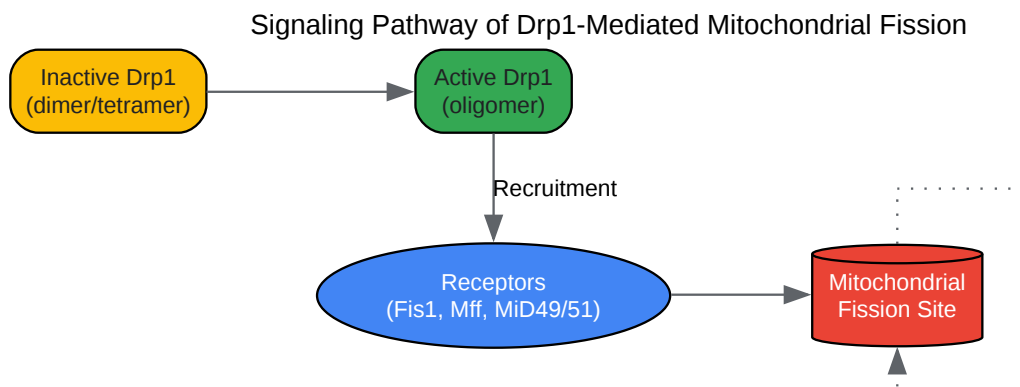 Signaling Pathway of Drp1-Mediated Mitochondrial Fission
Inactive Drp1
(dimer/tetramer)
Active Drp1
(oligomer)
Recruitment
Receptors
(Fis1, Mff, MiD49/51)
Mitochondrial
Fission Site